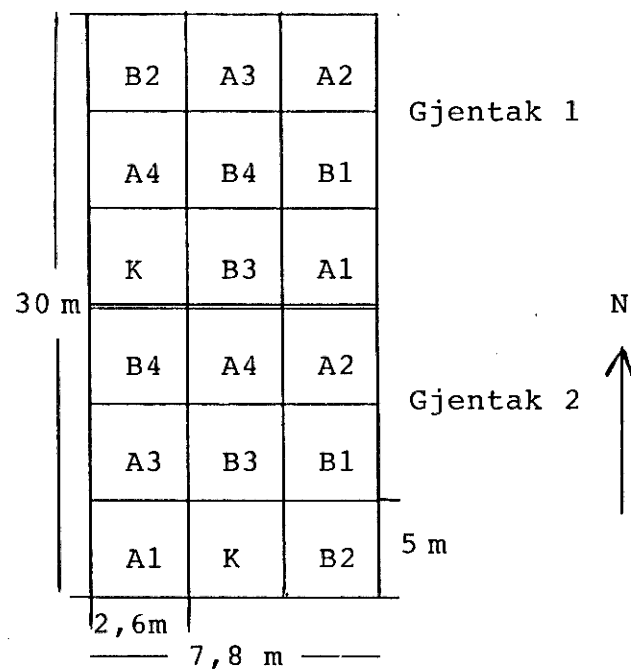 B2 A3 A2
Gjentak 1
A4 B4 B1
K B3 A1
30 m
N
B4 A4 A2
Gjentak 2
A3 B3 B1
5 m
A1 K B2
2,6m
7,8 m